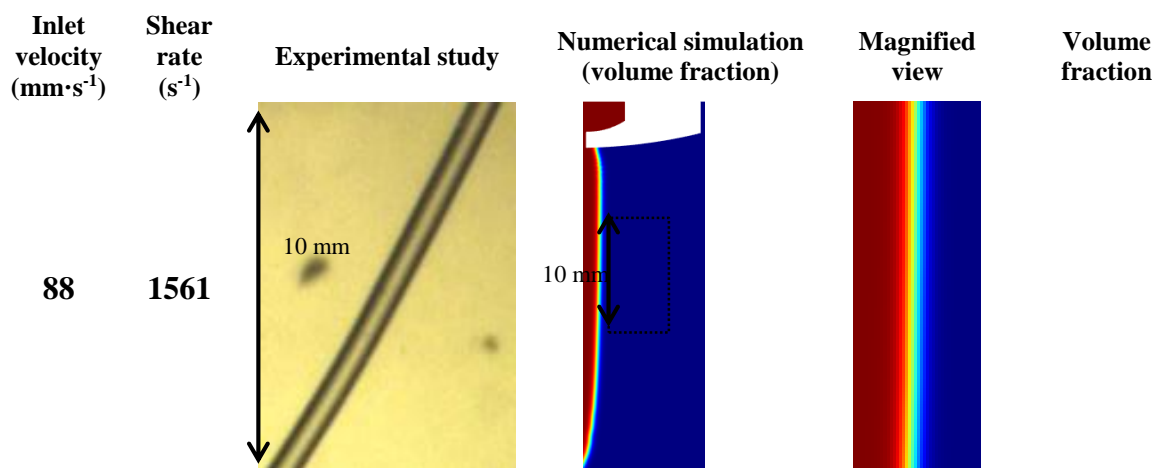 Inlet
velocity
(mm·s⁻¹)
Shear
rate
(s⁻¹)
Experimental study
Numerical simulation
(volume fraction)
Magnified
view
Volume
fraction
88
1561
10 mm
10 mm